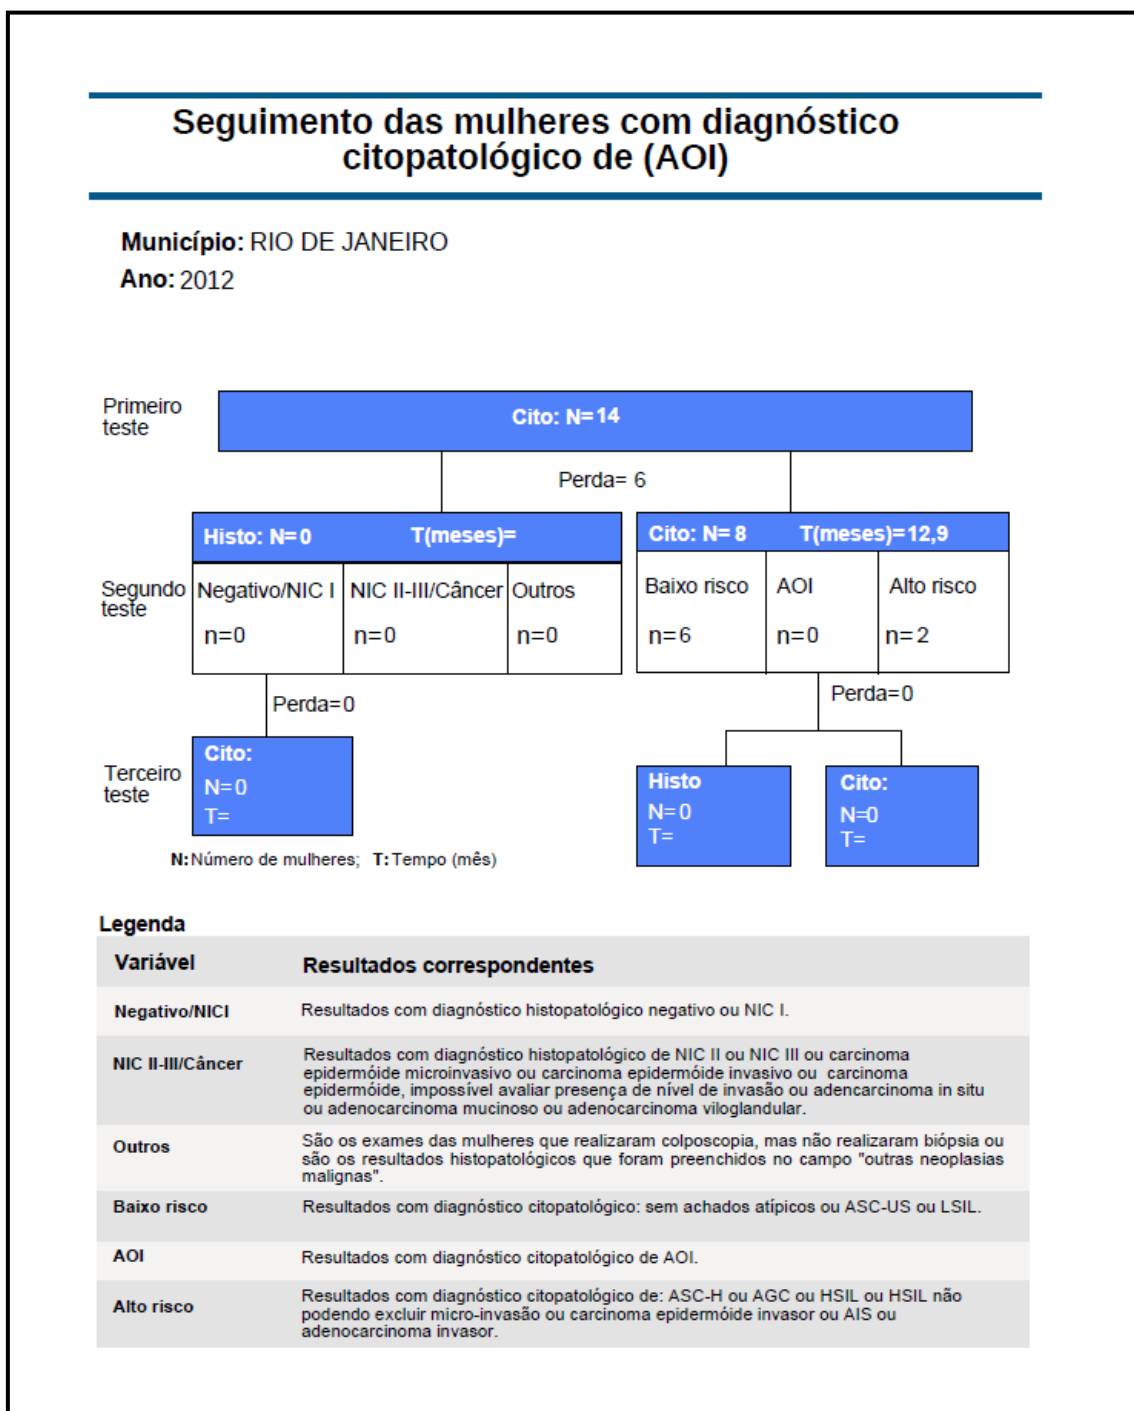 Seguimento das mulheres com diagnóstico
citopatológico de (AOI)
Município: RIO DE JANEIRO
Ano: 2012
Primeiro
teste
Cito: N=14
Perda= 6
Segundo
teste
Histo: N=0 T(meses)=
Negativo/NIC I NIC II-III/Câncer Outros
n=0 n=0 n=0
Cito: N= 8 T(meses)=12,9
Baixo risco AOI Alto risco
n=6 n=0 n=2
Perda=0
Perda=0
Terceiro
teste
Cito:
N=0
T=
Histo
N=0
T=
Cito:
N=0
T=
N:Número de mulheres; T:Tempo (mês)
Legenda
Variável Resultados correspondentes
Negativo/NICI Resultados com diagnóstico histopatológico negativo ou NIC I.
NIC II-III/Câncer Resultados com diagnóstico histopatológico de NIC II ou NIC III ou carcinoma
epidermóide microinvasivo ou carcinoma epidermóide invasivo ou carcinoma
epidermóide, impossível avaliar presença de nível de invasão ou adencarcinoma in situ
ou adenocarcinoma mucinoso ou adenocarcinoma viloglandular.
Outros São os exames das mulheres que realizaram colposcopia, mas não realizaram biópsia ou
são os resultados histopatológicos que foram preenchidos no campo "outras neoplasias
malignas".
Baixo risco Resultados com diagnóstico citopatológico: sem achados atípicos ou ASC-US ou LSIL.
AOI Resultados com diagnóstico citopatológico de AOI.
Alto risco Resultados com diagnóstico citopatológico de: ASC-H ou AGC ou HSIL ou HSIL não
podendo excluir micro-invasão ou carcinoma epidermóide invasor ou AIS ou
adenocarcinoma invasor.